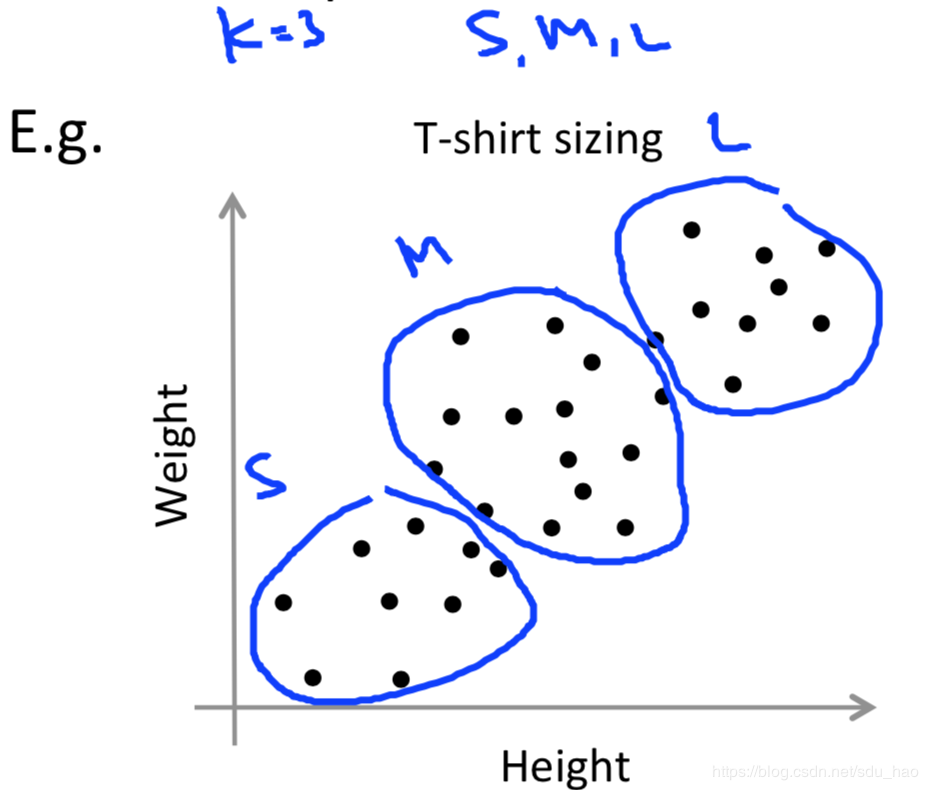 K=3 S, M, L
E.g. T-shirt sizing L
M
Weight
S
Height
https://blog.csdn.net/sdu_hao